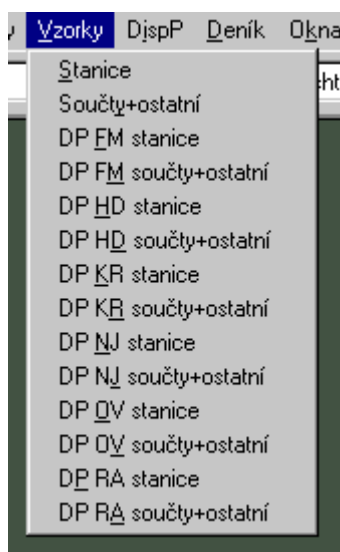 Vzorky DispP Deník Okna
Stanice
Součty+ostatní
DP FM stanice
DP FM součty+ostatní
DP HD stanice
DP HD součty+ostatní
DP KR stanice
DP KR součty+ostatní
DP NJ stanice
DP NJ součty+ostatní
DP OV stanice
DP OV součty+ostatní
DP RA stanice
DP RA součty+ostatní